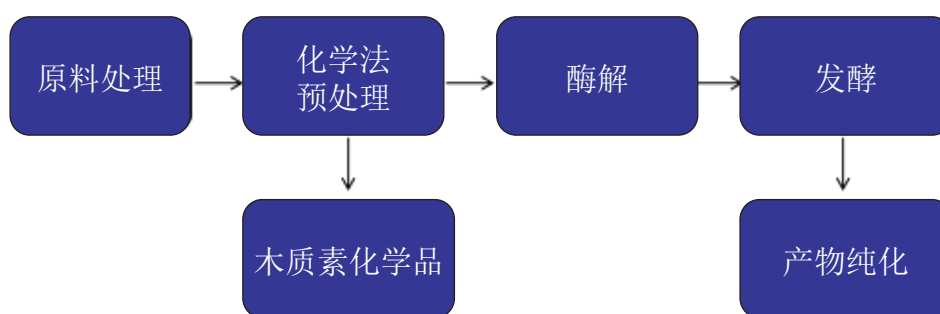 原料处理
化学法
预处理
酶解
发酵
木质素化学品
产物纯化